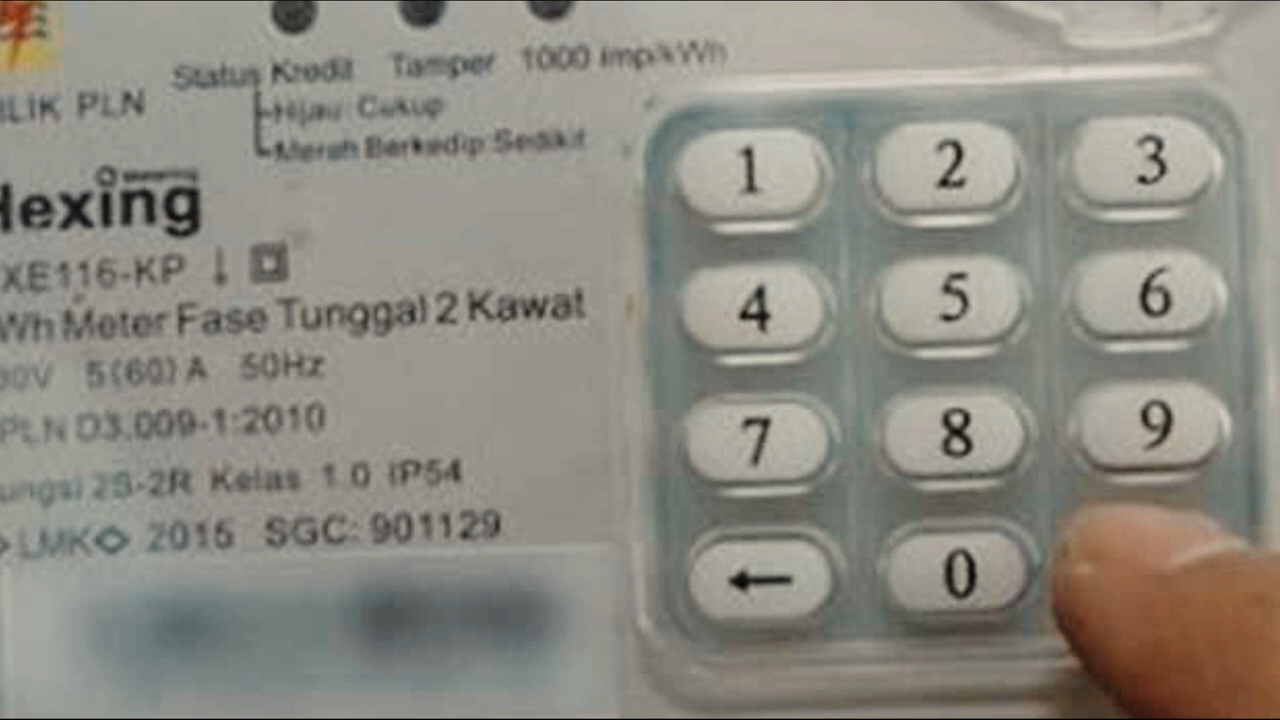 Status Kredit Tamper 1000 Imp/kWh
LIK PLN
Hijau: Cukup
Merah Berkedip:Sedikit
Hexing
XE116-KP
Wh Meter Fase Tunggal 2 Kawat
5(60) A 50Hz
PLN D3.009-1:2010
ungsi 2S-2R Kelas 1.0 IP54
LMK 2015 SGC: 901129
1 2 3
4 5 6
7 8 9
← 0